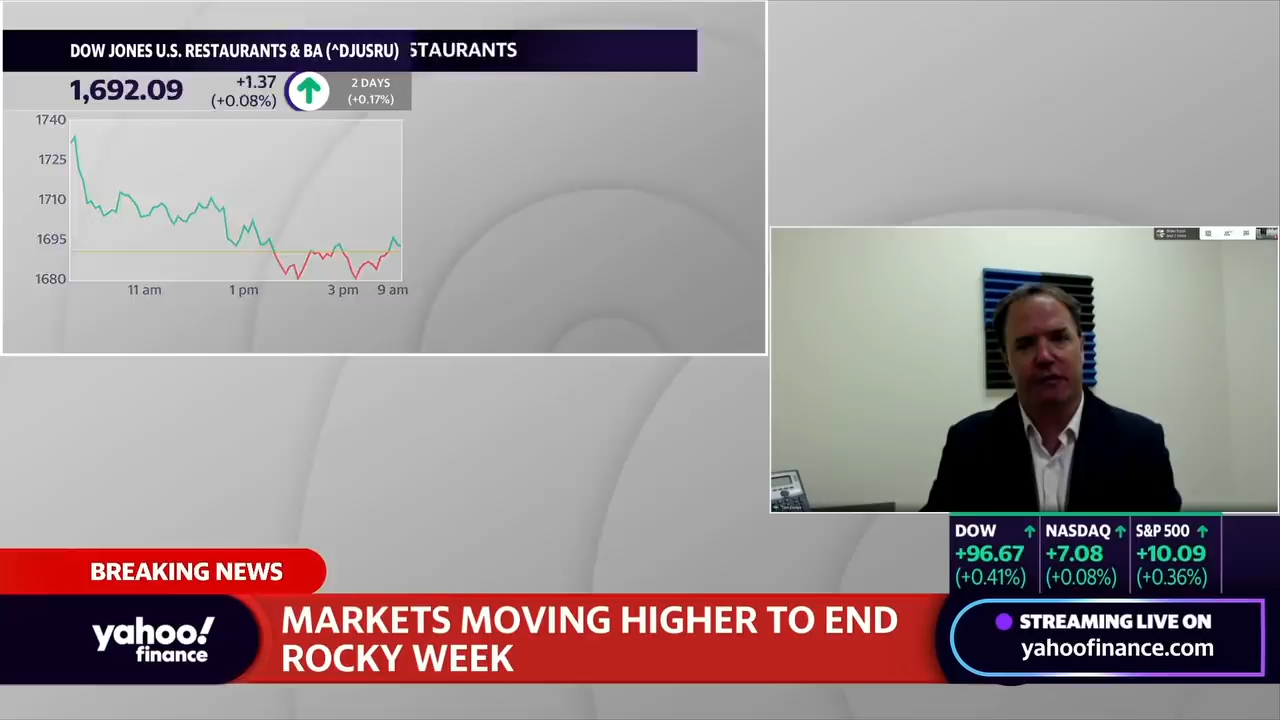 DOW JONES U.S. RESTAURANTS & BA (^DJUSRU) STAURANTS
1,692.09
+1.37
(+0.08%)
2 DAYS
(+0.17%)
1740
1725
1710
1695
1680
11 am 1 pm 3 pm 9 am
DOW NASDAQ S&P 500
+96.67 +7.08 +10.09
(+0.41%) (+0.08%) (+0.36%)
BREAKING NEWS
yahoo!
finance
MARKETS MOVING HIGHER TO END
ROCKY WEEK
STREAMING LIVE ON
yahoofinance.com